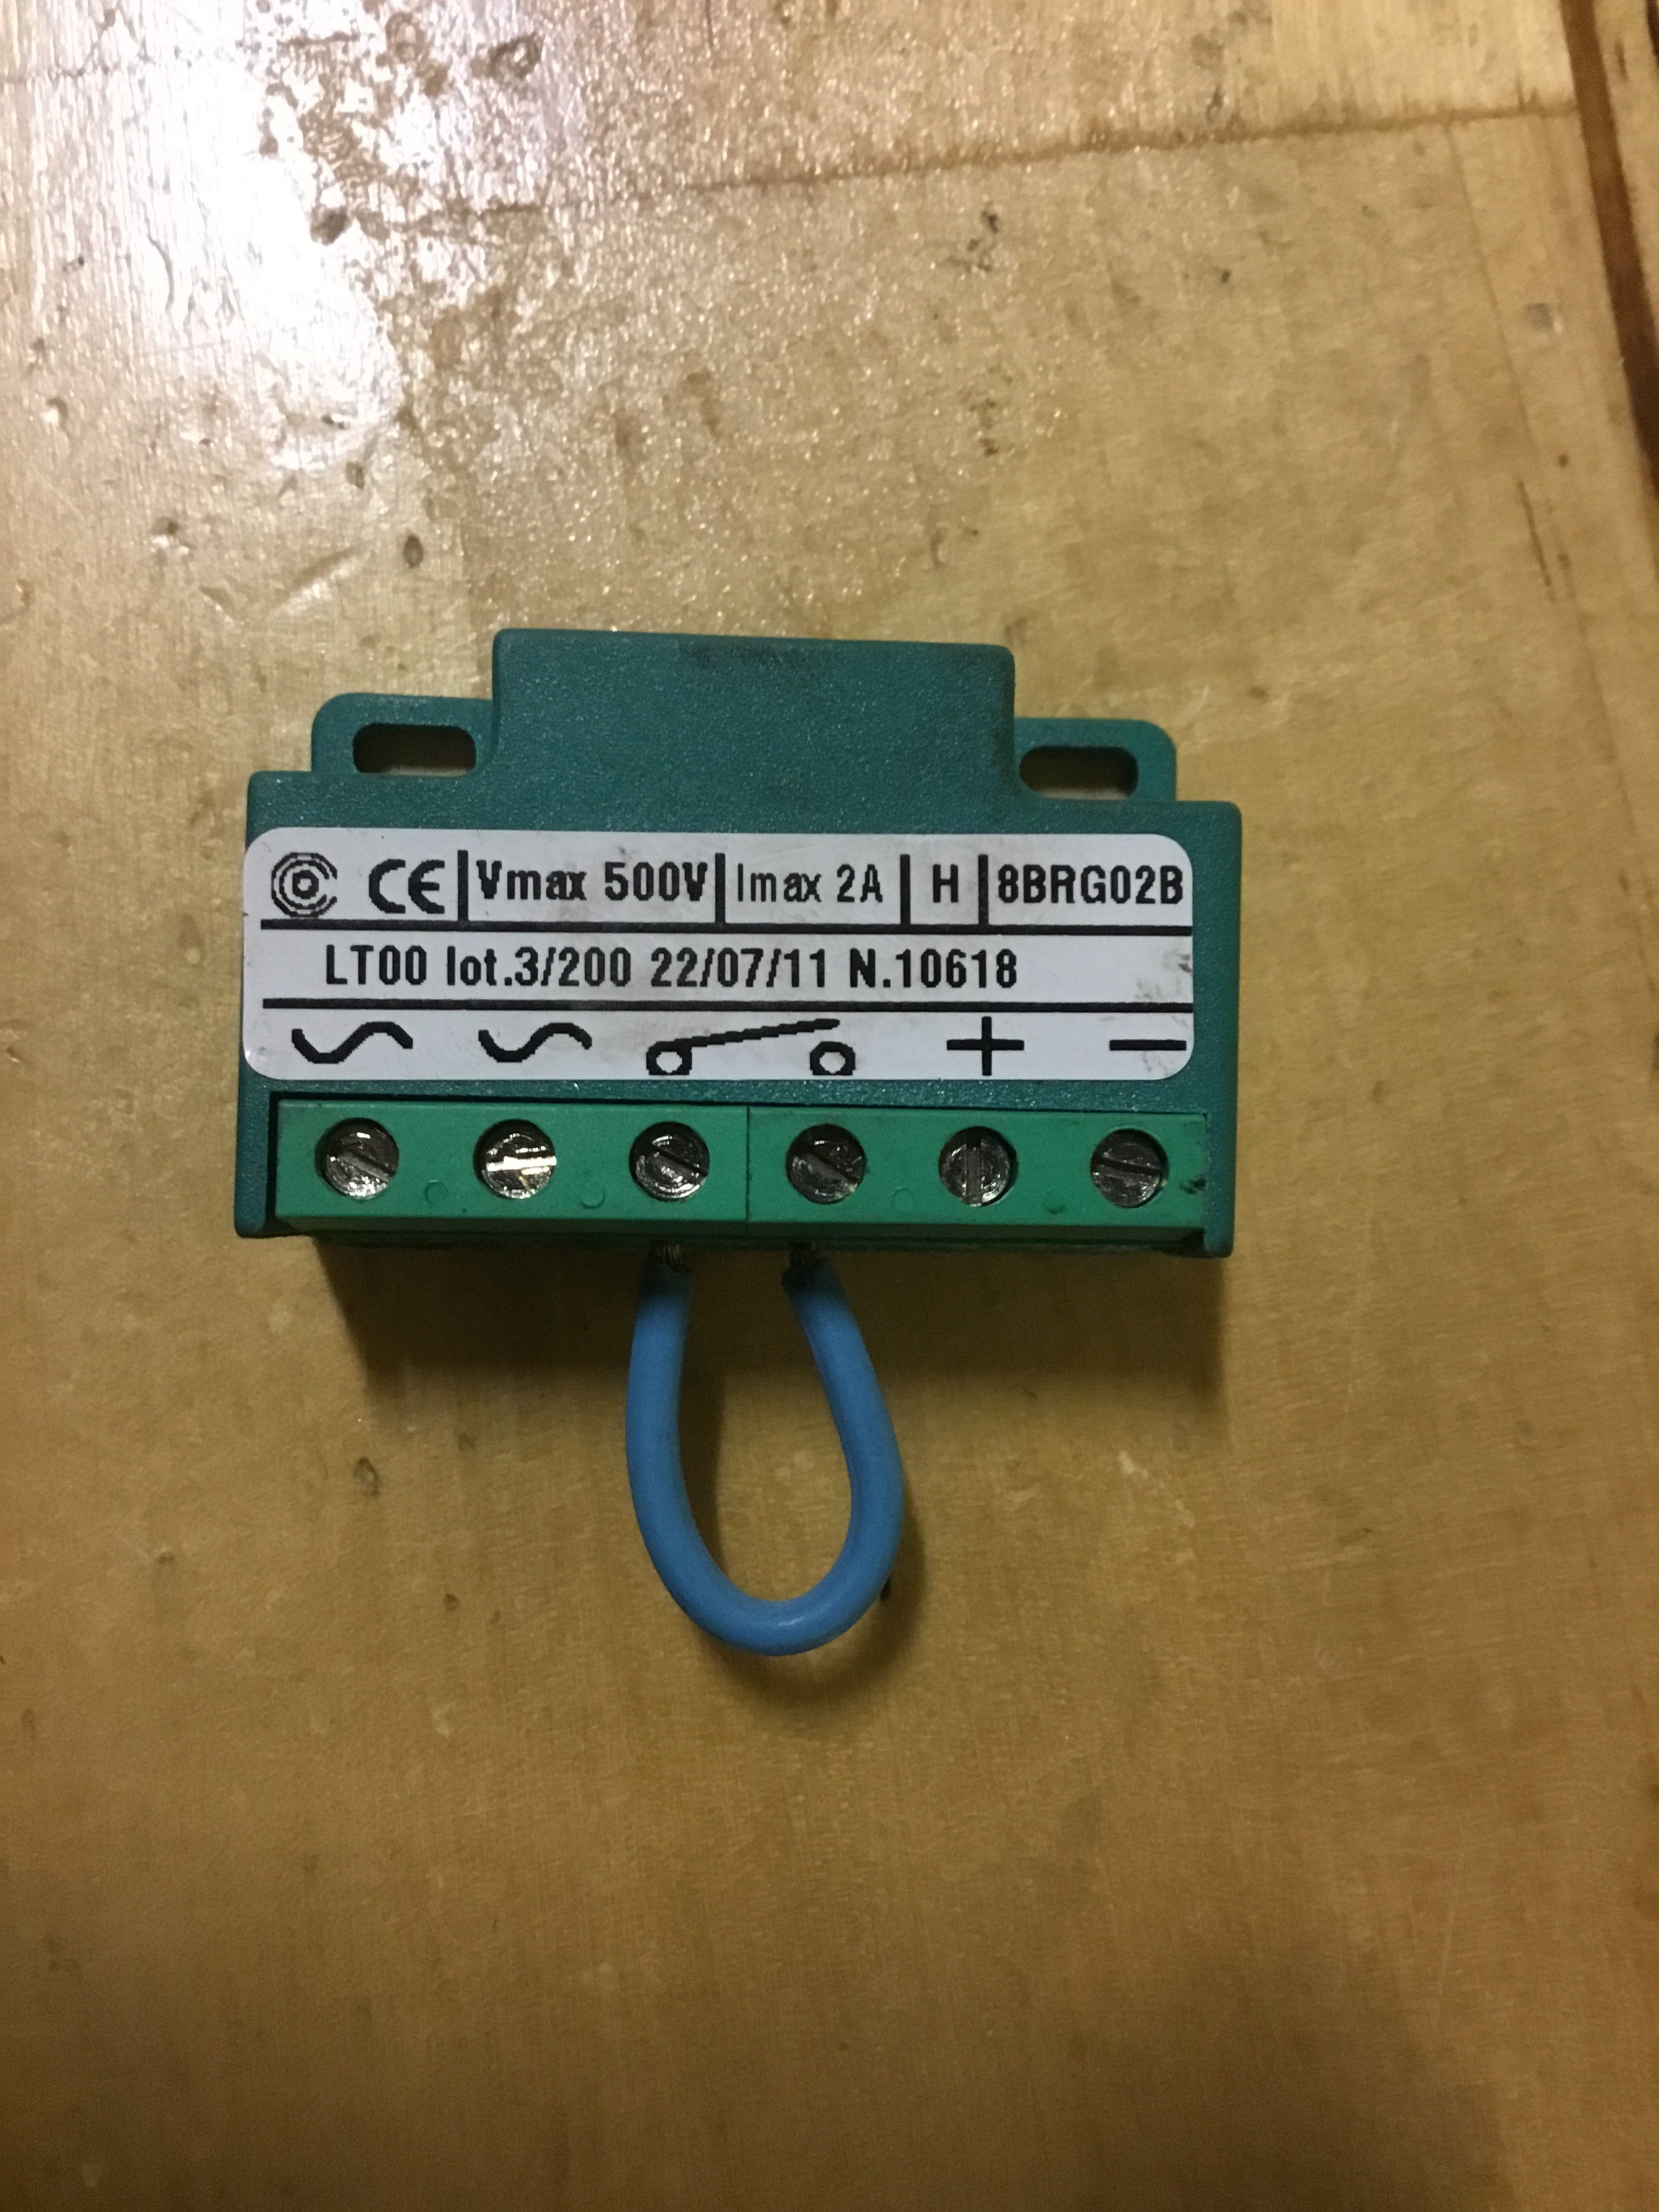 CE Vmax 500V Imax 2A H 8BRG02B
LT00 lot.3/200 22/07/11 N.10618
+ −